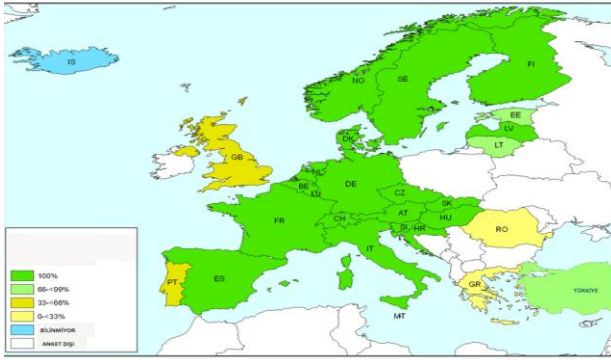 IS
NO
SE
FI
EE
LV
LT
DK
GB
NL
BE
LU
DE
CZ
SK
FR
CH
AT
HU
SI
HR
RO
IT
PT
ES
GR
TÜRKİYE
MT
100%
66-<99%
33-<66%
0-<33%
BİLİNMİYOR
ANKET DIŞI